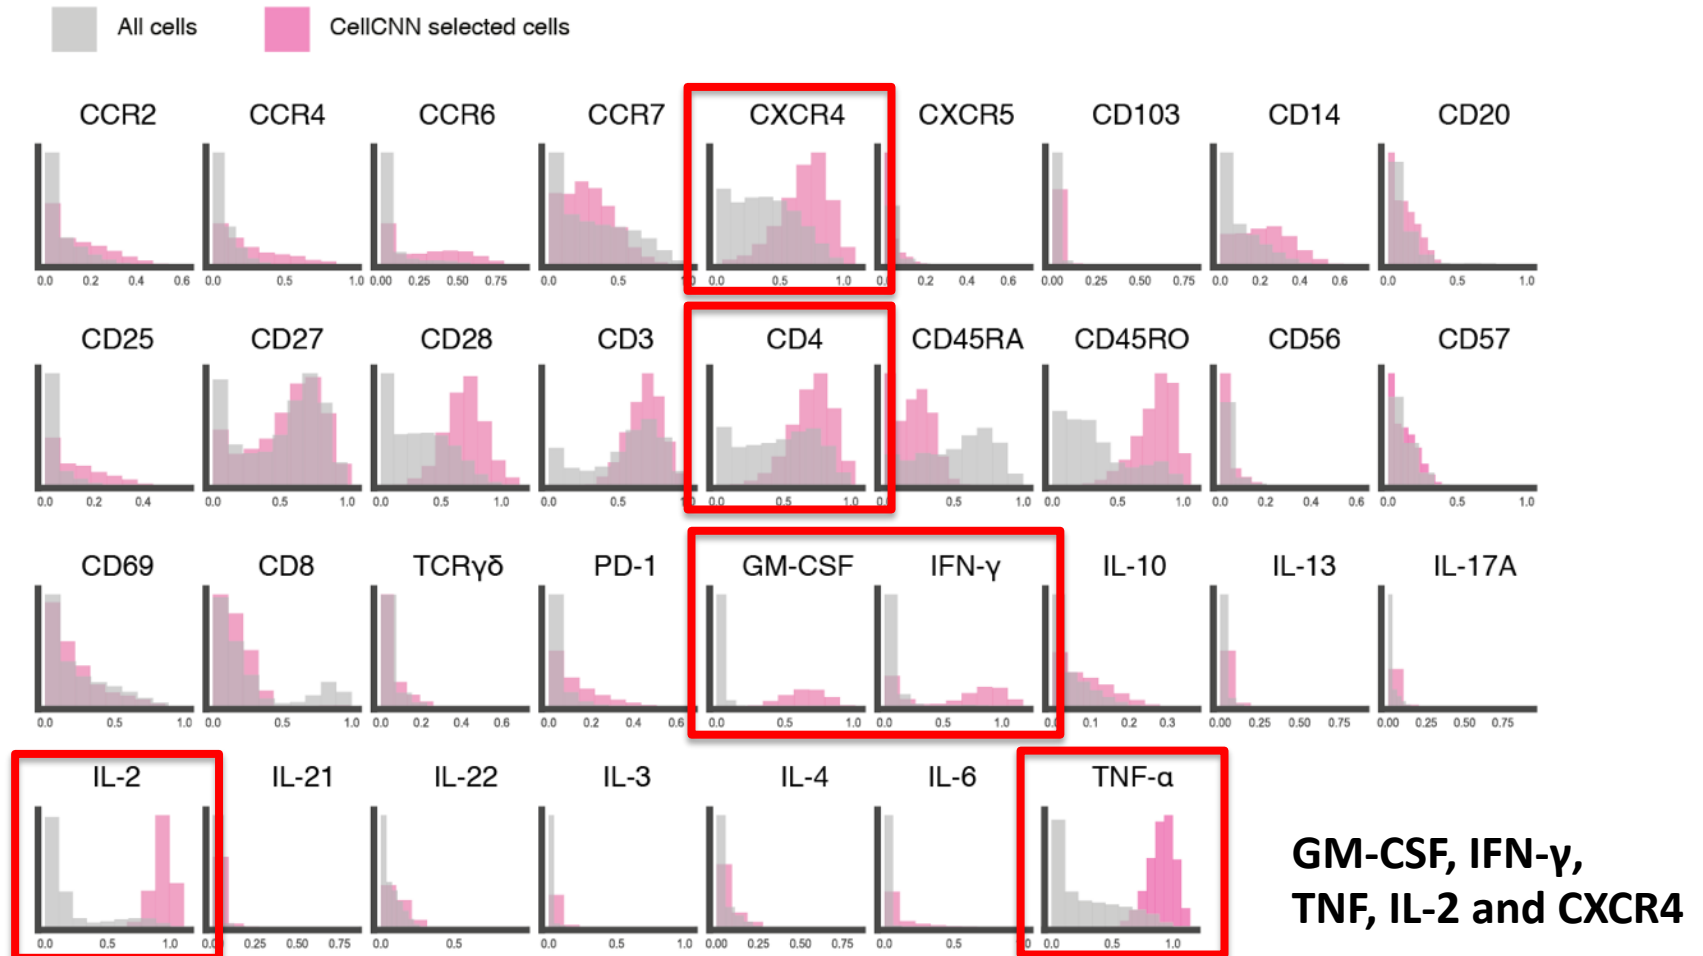 All cells CellCNN selected cells
CCR2 CCR4 CCR6 CCR7 CXCR4 CXCR5 CD103 CD14 CD20
0.0 0.2 0.4 0.6 0.0 0.5 1.0 0.00 0.25 0.50 0.75 0.0 0.5 0.0 0.5 1.0 0.2 0.4 0.6 0.00 0.25 0.50 0.75 0.0 0.2 0.4 0.6 0.0 0.5 1.0
CD25 CD27 CD28 CD3 CD4 CD45RA CD45RO CD56 CD57
0.0 0.2 0.4 0.0 0.5 1.0 0.0 0.5 1.0 0.0 0.5 0.0 0.5 1.0 0.5 1.0 0.0 0.5 1.0 0.0 0.2 0.4 0.6 0.0 0.5 1.0
CD69 CD8 TCRγδ PD-1 GM-CSF IFN-γ IL-10 IL-13 IL-17A
0.0 0.5 1.0 0.0 0.5 1.0 0.0 0.2 0.4 0.6 0.0 0.2 0.4 0.6 0.0 0.5 1.0 0.0 0.5 1.0 0.1 0.2 0.3 0.00 0.25 0.50 0.75 0.00 0.25 0.50 0.75
IL-2 IL-21 IL-22 IL-3 IL-4 IL-6 TNF-α
0.0 0.5 1.0 0.25 0.50 0.75 0.0 0.5 0.0 0.5 1.0 0.00 0.25 0.50 0.75 0.0 0.5 0.0 0.5 1.0
GM-CSF, IFN-γ,
TNF, IL-2 and CXCR4